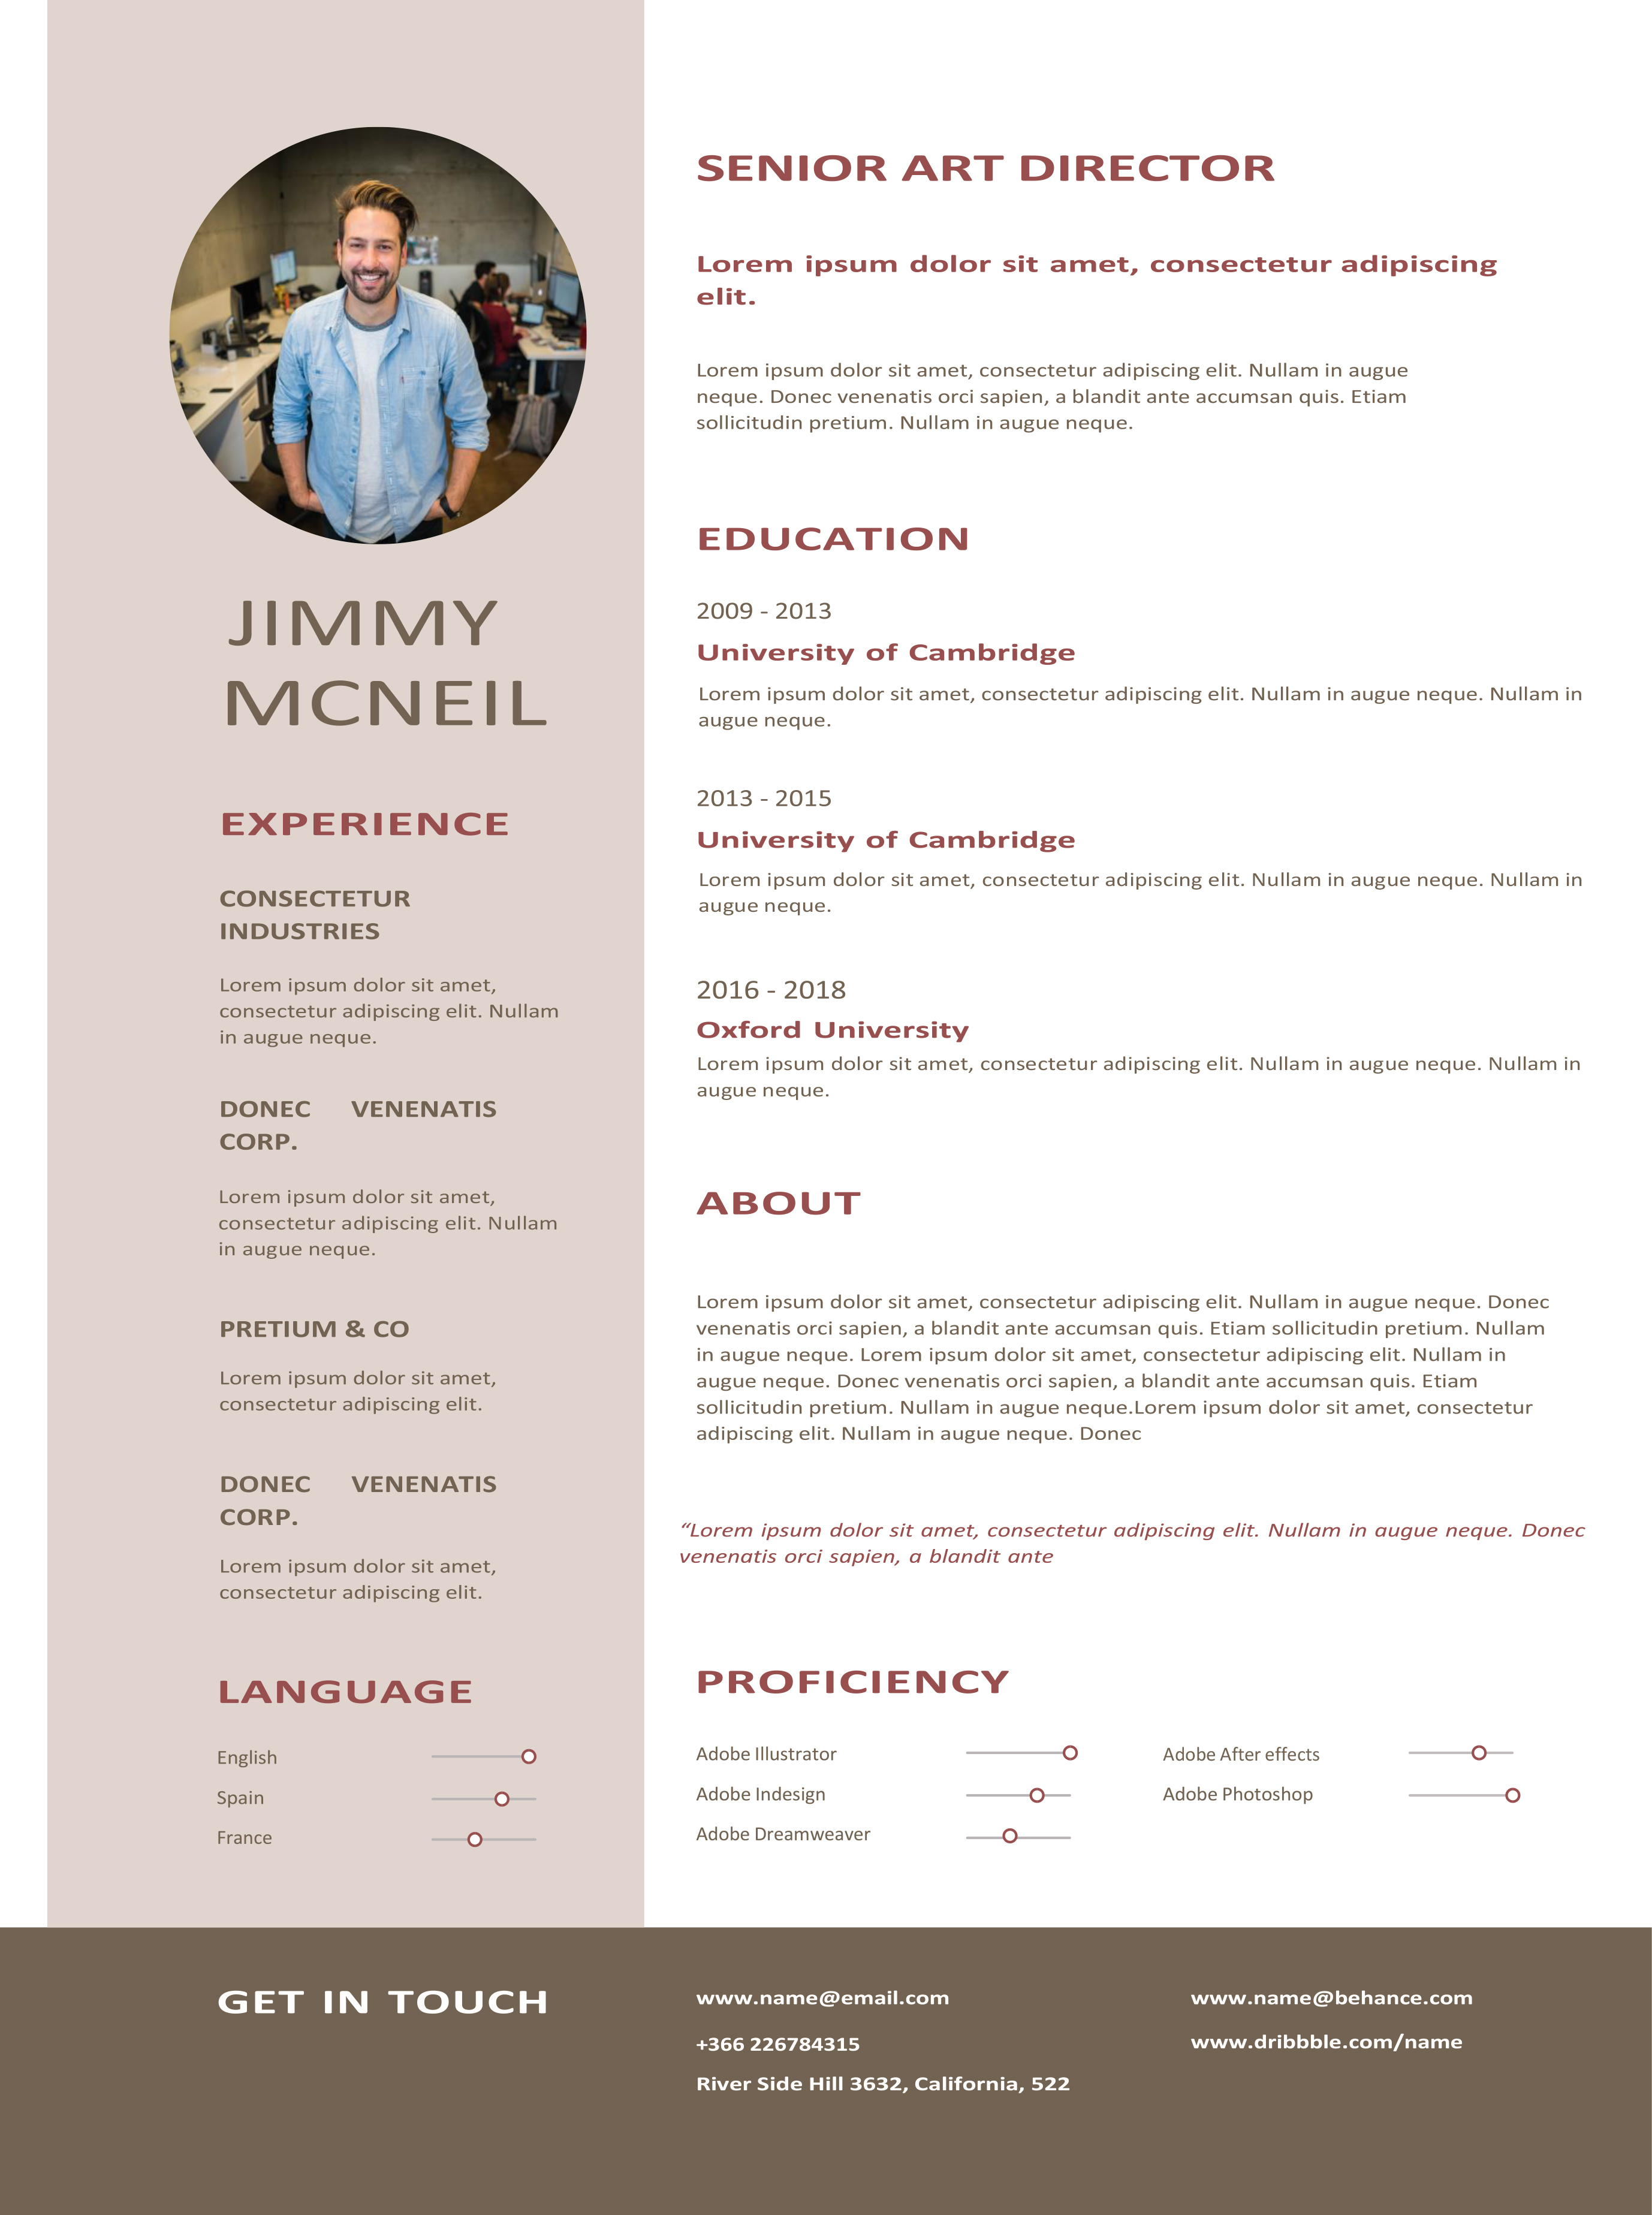 JIMMY
MCNEIL
EXPERIENCE
CONSECTETUR
INDUSTRIES
Lorem ipsum dolor sit amet,
consectetur adipiscing elit. Nullam
in augue neque.
DONEC VENENATIS
CORP.
Lorem ipsum dolor sit amet,
consectetur adipiscing elit. Nullam
in augue neque.
PRETIUM & CO
Lorem ipsum dolor sit amet,
consectetur adipiscing elit.
DONEC VENENATIS
CORP.
Lorem ipsum dolor sit amet,
consectetur adipiscing elit.
LANGUAGE
English
Spain
France
SENIOR ART DIRECTOR
Lorem ipsum dolor sit amet, consectetur adipiscing
elit.
Lorem ipsum dolor sit amet, consectetur adipiscing elit. Nullam in augue
neque. Donec venenatis orci sapien, a blandit ante accumsan quis. Etiam
sollicitudin pretium. Nullam in augue neque.
EDUCATION
2009 - 2013
University of Cambridge
Lorem ipsum dolor sit amet, consectetur adipiscing elit. Nullam in augue neque. Nullam in
augue neque.
2013 - 2015
University of Cambridge
Lorem ipsum dolor sit amet, consectetur adipiscing elit. Nullam in augue neque. Nullam in
augue neque.
2016 - 2018
Oxford University
Lorem ipsum dolor sit amet, consectetur adipiscing elit. Nullam in augue neque. Nullam in
augue neque.
ABOUT
Lorem ipsum dolor sit amet, consectetur adipiscing elit. Nullam in augue neque. Donec
venenatis orci sapien, a blandit ante accumsan quis. Etiam sollicitudin pretium. Nullam
in augue neque. Lorem ipsum dolor sit amet, consectetur adipiscing elit. Nullam in
augue neque. Donec venenatis orci sapien, a blandit ante accumsan quis. Etiam
sollicitudin pretium. Nullam in augue neque.Lorem ipsum dolor sit amet, consectetur
adipiscing elit. Nullam in augue neque. Donec
“Lorem ipsum dolor sit amet, consectetur adipiscing elit. Nullam in augue neque. Donec
venenatis orci sapien, a blandit ante
PROFICIENCY
Adobe Illustrator
Adobe Indesign
Adobe Dreamweaver
Adobe After effects
Adobe Photoshop
GET IN TOUCH
www.name@email.com
+366 226784315
River Side Hill 3632, California, 522
www.name@behance.com
www.dribbble.com/name